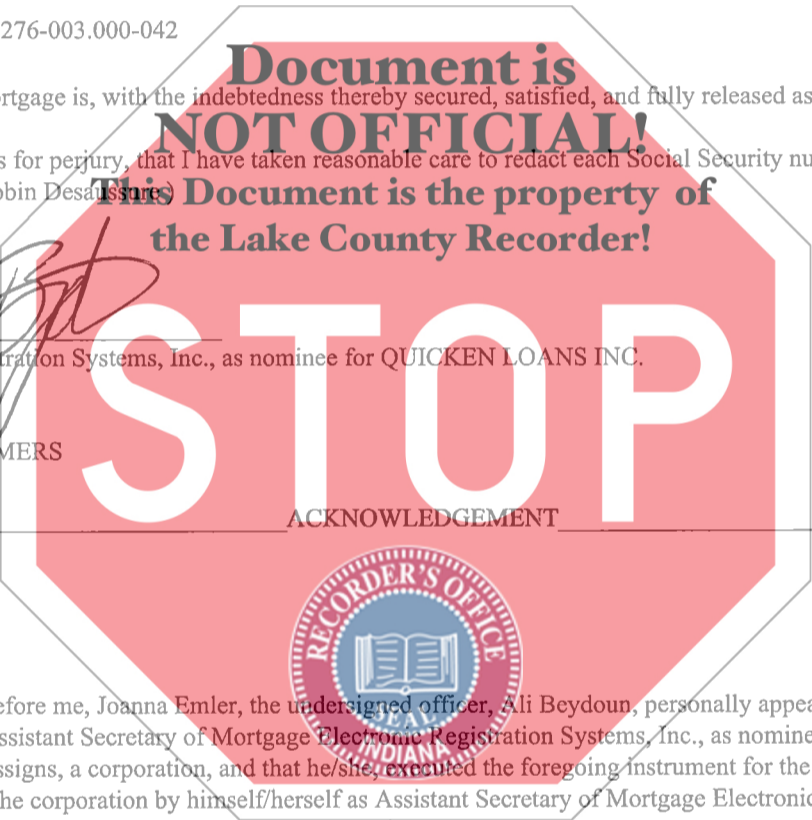 276-003.000-042
Document is
rtgage is, with the indebtedness thereby secured, satisfied, and fully released as
NOT OFFICIAL!
s for perjury, that I have taken reasonable care to redact each Social Security nu
obin Desaussure)
This Document is the property of
the Lake County Recorder!
STOP
tration Systems, Inc., as nominee for QUICKEN LOANS INC.
MERS
ACKNOWLEDGEMENT
RECORDER'S OFFICE
SEAL
INDIANA
efore me, Joanna Emler, the undersigned officer, Ali Beydoun, personally appea
ssistant Secretary of Mortgage Electronic Registration Systems, Inc., as nomine
ssigns, a corporation, and that he/she, executed the foregoing instrument for the
he corporation by himself/herself as Assistant Secretary of Mortgage Electronic